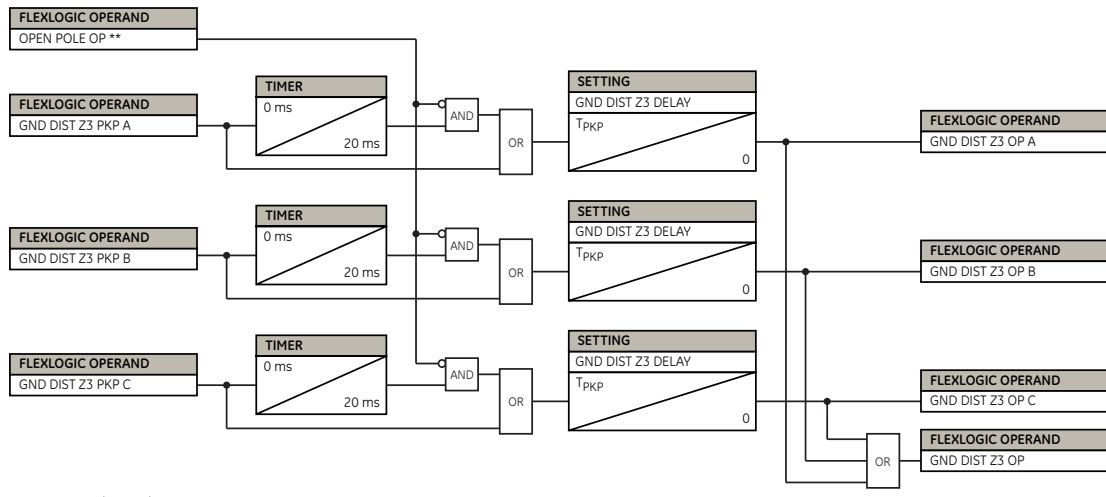 FLEXLOGIC OPERAND
OPEN POLE OP **
FLEXLOGIC OPERAND
GND DIST Z3 PKP A
TIMER
0 ms
20 ms
AND
OR
SETTING
GND DIST Z3 DELAY
TPKP
0
FLEXLOGIC OPERAND
GND DIST Z3 OP A
FLEXLOGIC OPERAND
GND DIST Z3 PKP B
TIMER
0 ms
20 ms
AND
OR
SETTING
GND DIST Z3 DELAY
TPKP
0
FLEXLOGIC OPERAND
GND DIST Z3 OP B
FLEXLOGIC OPERAND
GND DIST Z3 PKP C
TIMER
0 ms
20 ms
AND
OR
SETTING
GND DIST Z3 DELAY
TPKP
0
FLEXLOGIC OPERAND
GND DIST Z3 OP C
OR
FLEXLOGIC OPERAND
GND DIST Z3 OP